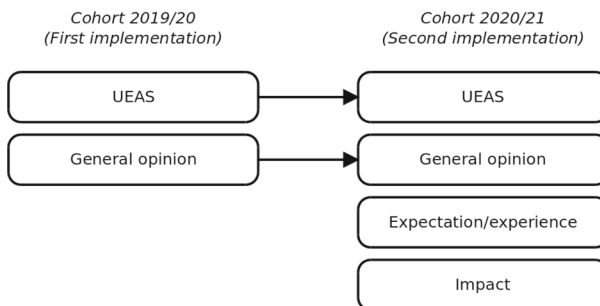 Cohort 2019/20
(First implementation)
Cohort 2020/21
(Second implementation)
UEAS
UEAS
General opinion
General opinion
Expectation/experience
Impact